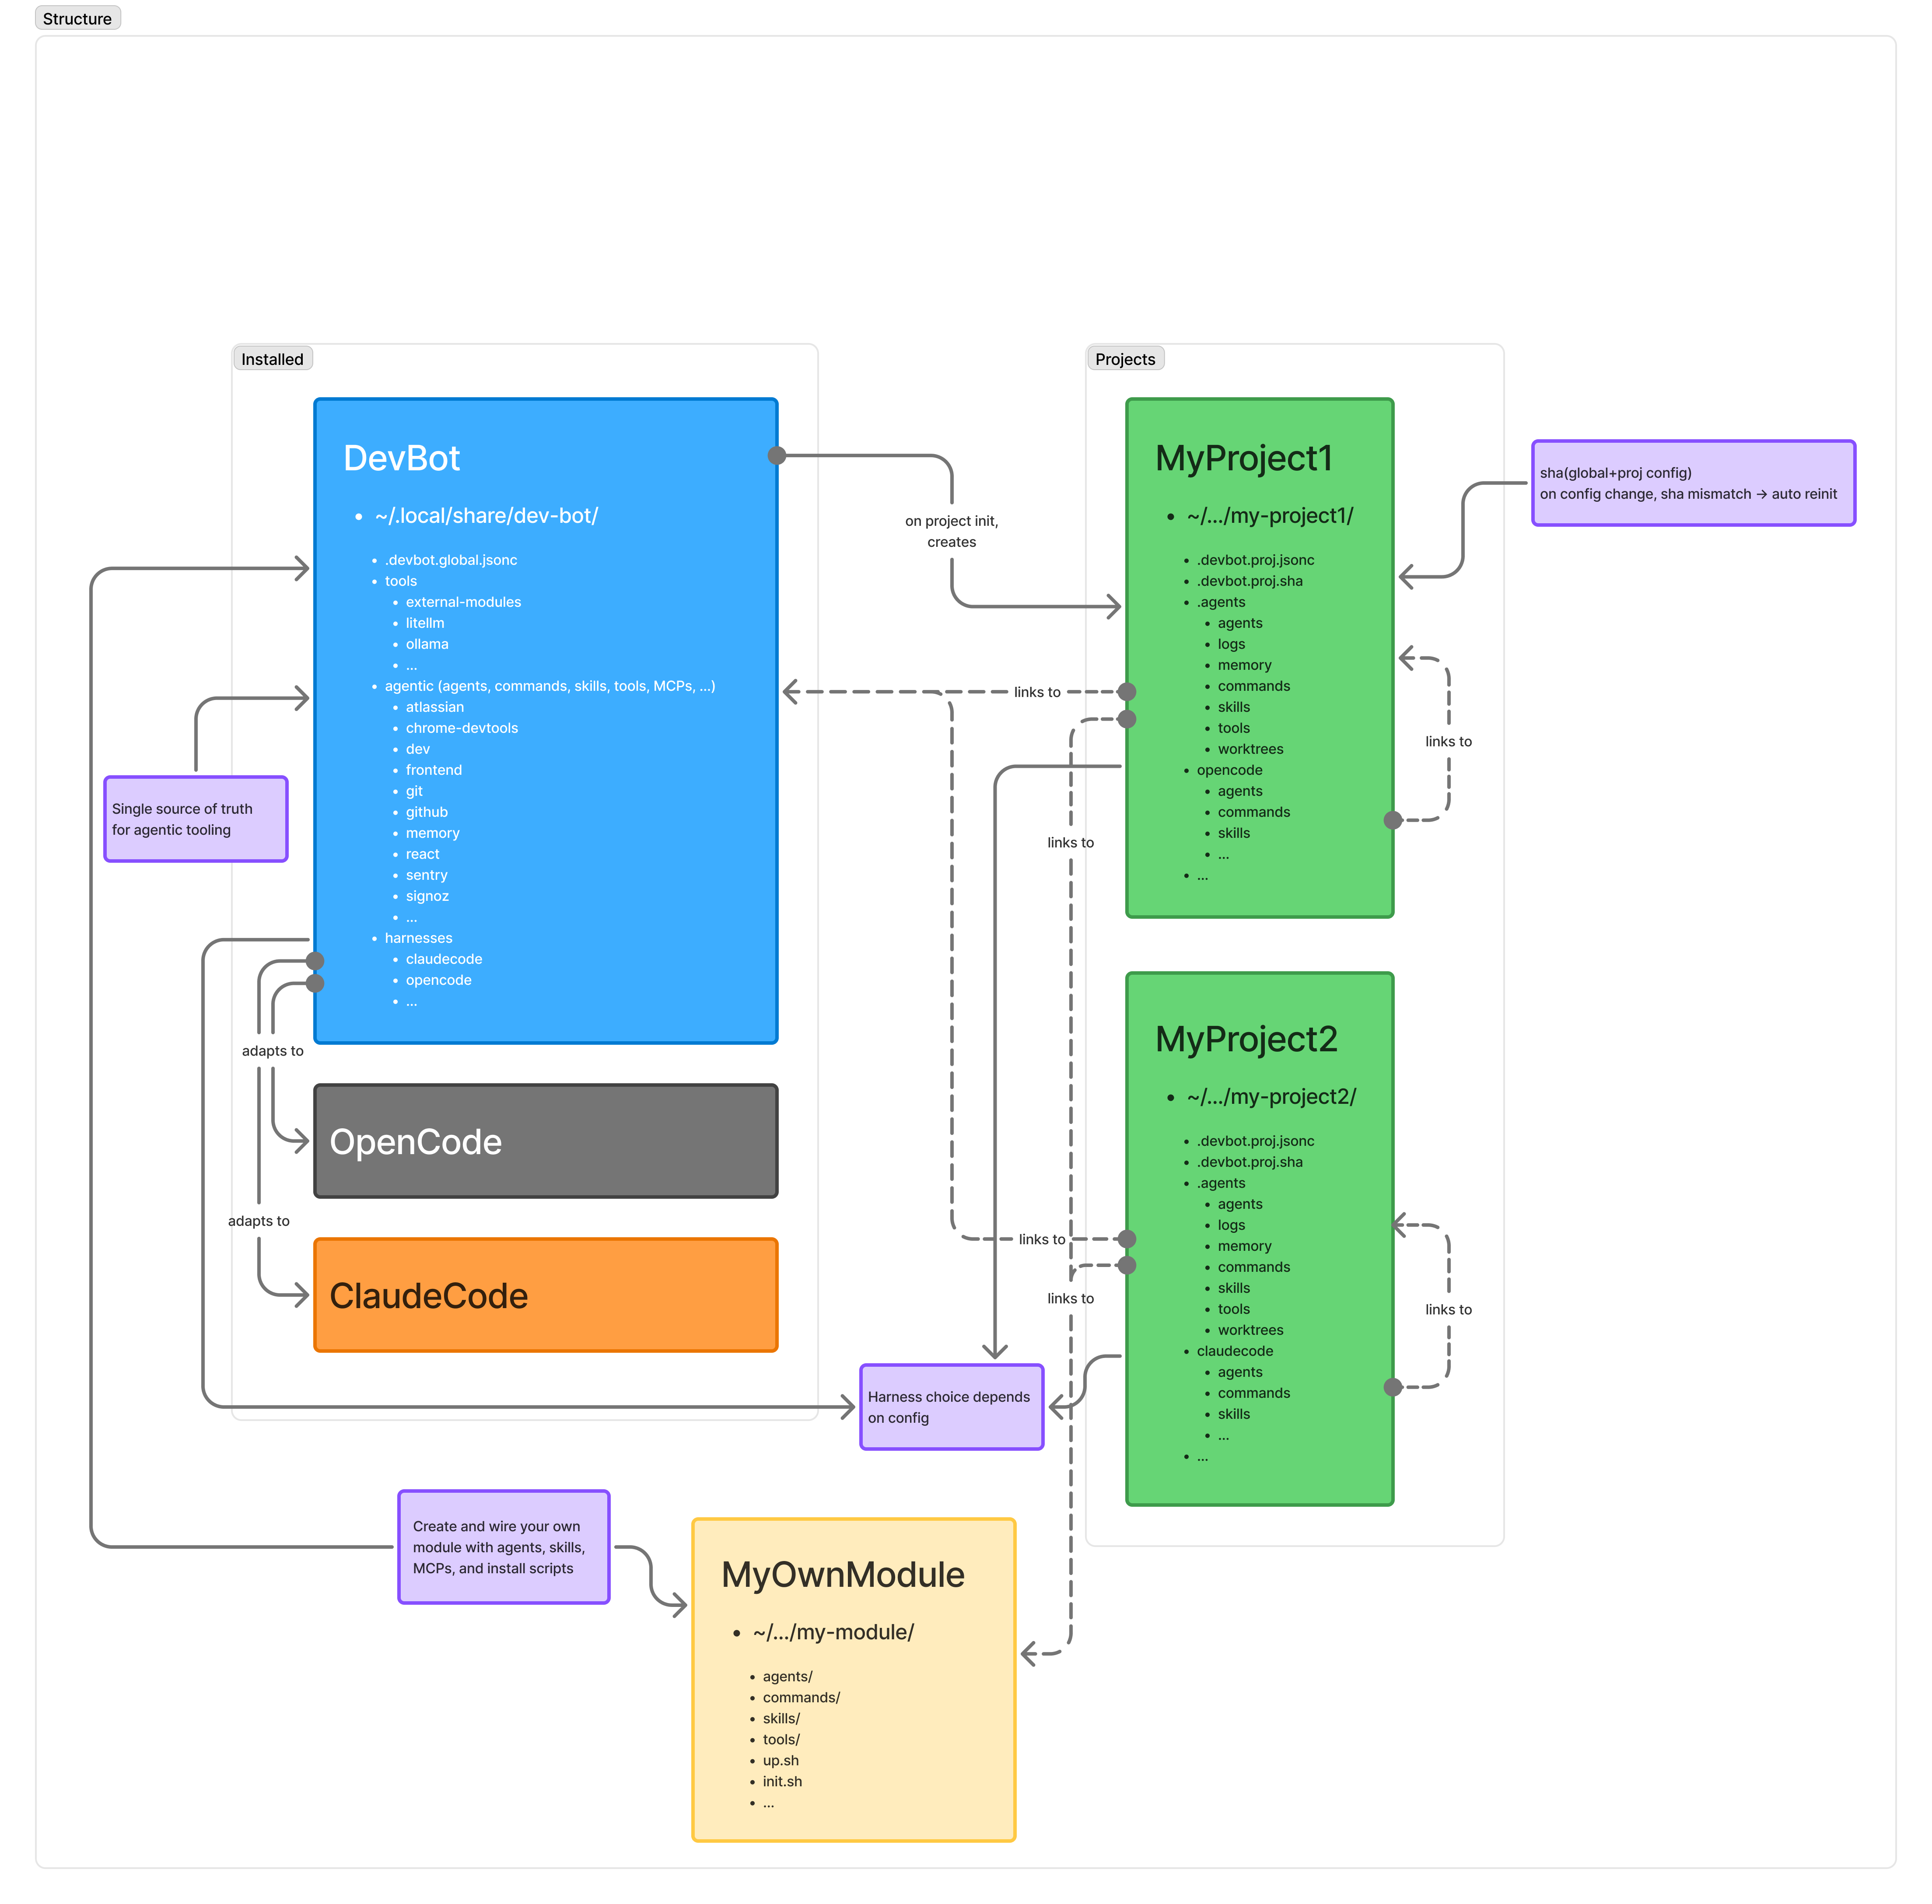 Structure
Installed
DevBot
~/.local/share/dev-bot/
.devbot.global.jsonc
tools
external-modules
litellm
ollama
...
agentic (agents, commands, skills, tools, MCPs, ...)
atlassian
chrome-devtools
dev
frontend
git
github
memory
react
sentry
signoz
...
harnesses
claudecode
opencode
...
Single source of truth
for agentic tooling
adapts to
OpenCode
adapts to
ClaudeCode
on project init,
creates
links to
links to
links to
links to
Harness choice depends
on config
Projects
MyProject1
~/.../my-project1/
.devbot.proj.jsonc
.devbot.proj.sha
.agents
agents
logs
memory
commands
skills
tools
worktrees
opencode
agents
commands
skills
...
...
links to
sha(global+proj config)
on config change, sha mismatch → auto reinit
MyProject2
~/.../my-project2/
.devbot.proj.jsonc
.devbot.proj.sha
.agents
agents
logs
memory
commands
skills
tools
worktrees
claudecode
agents
commands
skills
...
...
links to
Create and wire your own
module with agents, skills,
MCPs, and install scripts
MyOwnModule
~/.../my-module/
agents/
commands/
skills/
tools/
up.sh
init.sh
...